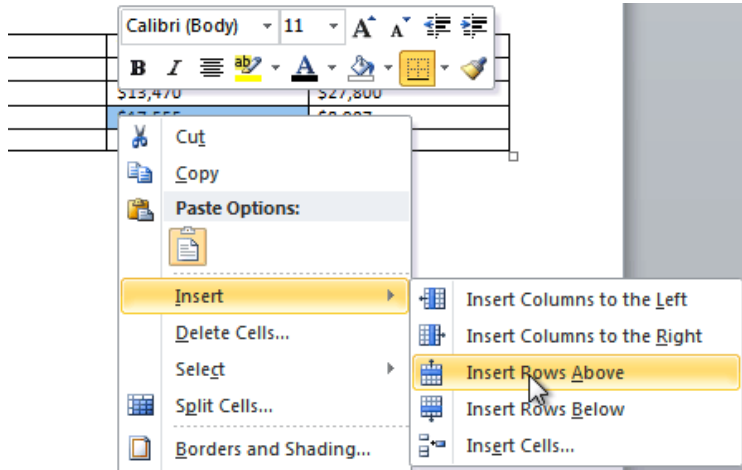 Calibri (Body) 11 A A
B I ab A
$13,470 $27,800
Cut
Copy
Paste Options:
Insert
Delete Cells...
Select
Split Cells...
Borders and Shading...
Insert Columns to the Left
Insert Columns to the Right
Insert Rows Above
Insert Rows Below
Insert Cells...